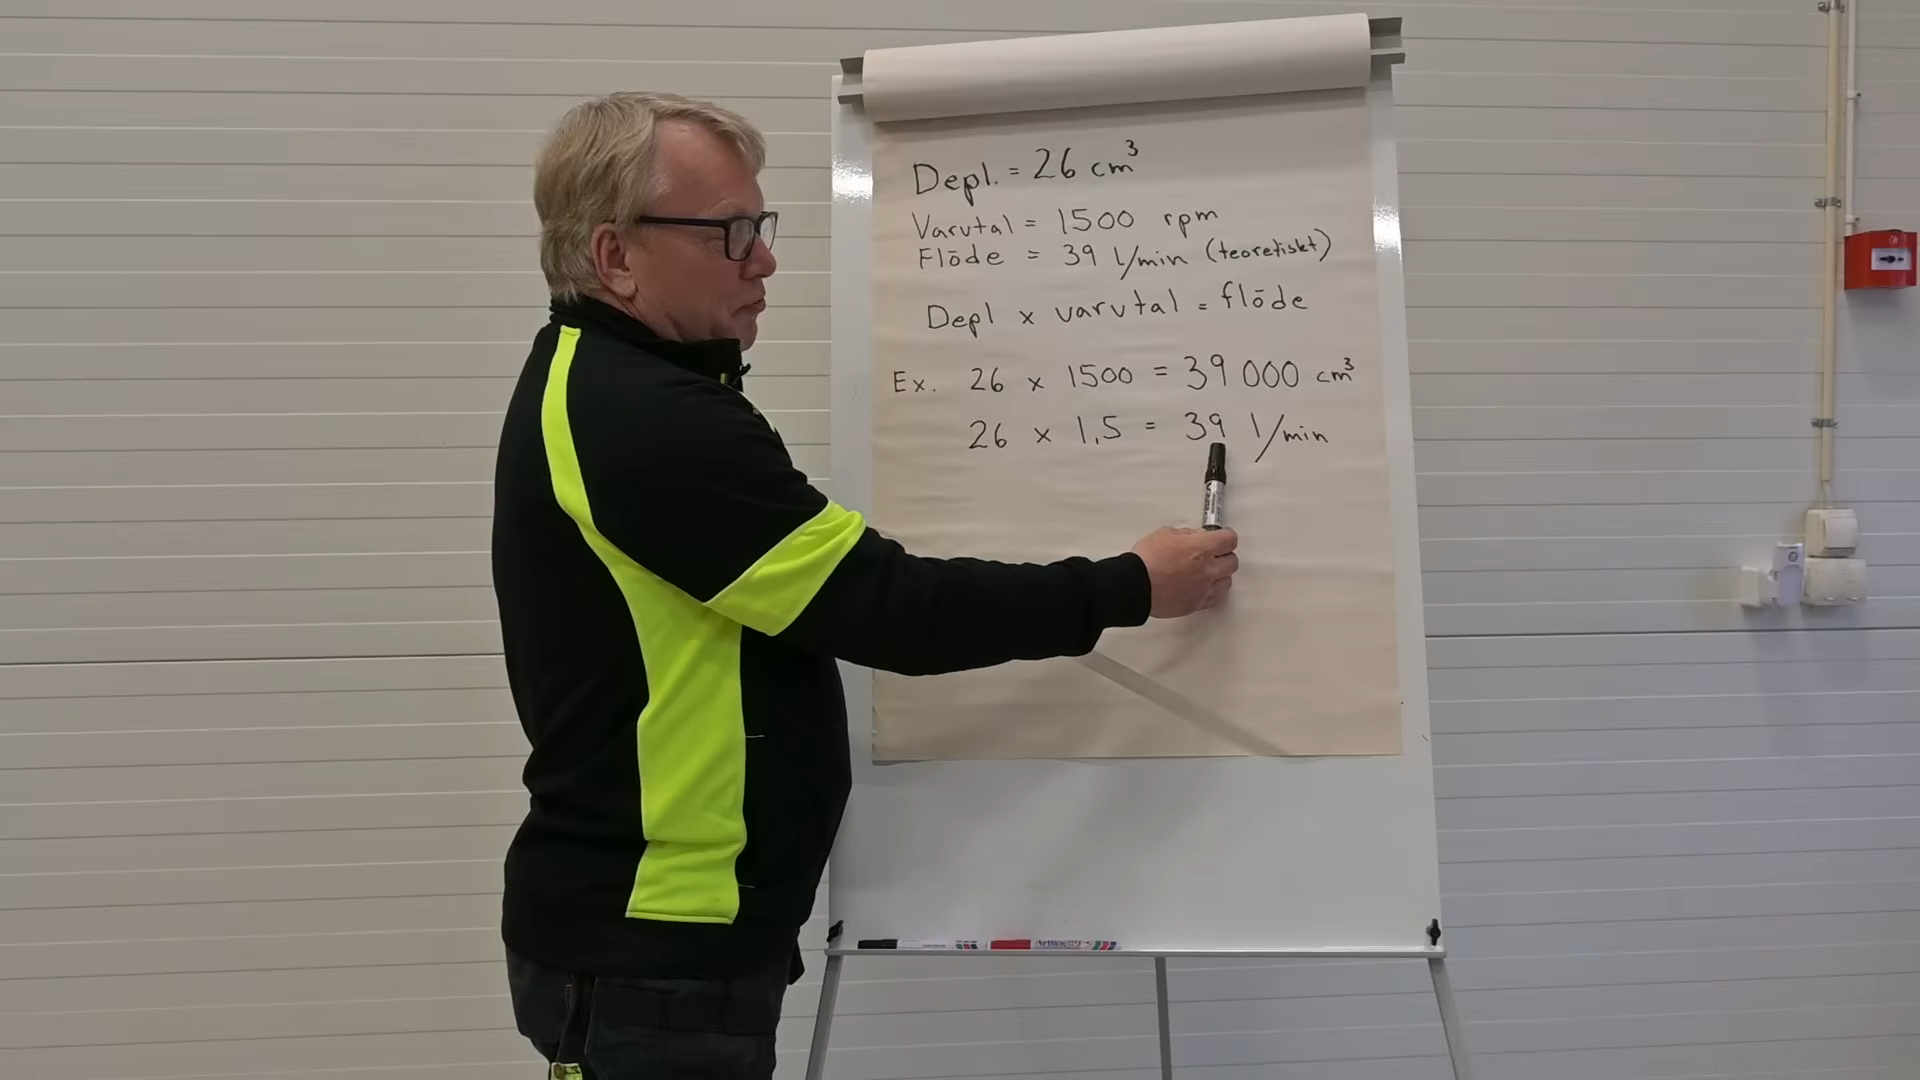 Depl. = 26 cm³
Varvtal = 1500 rpm
Flöde = 39 l/min (teoretiskt)
Depl x varvtal = flöde
Ex. 26 x 1500 = 39 000 cm³
26 x 1,5 = 39 l/min
Artline